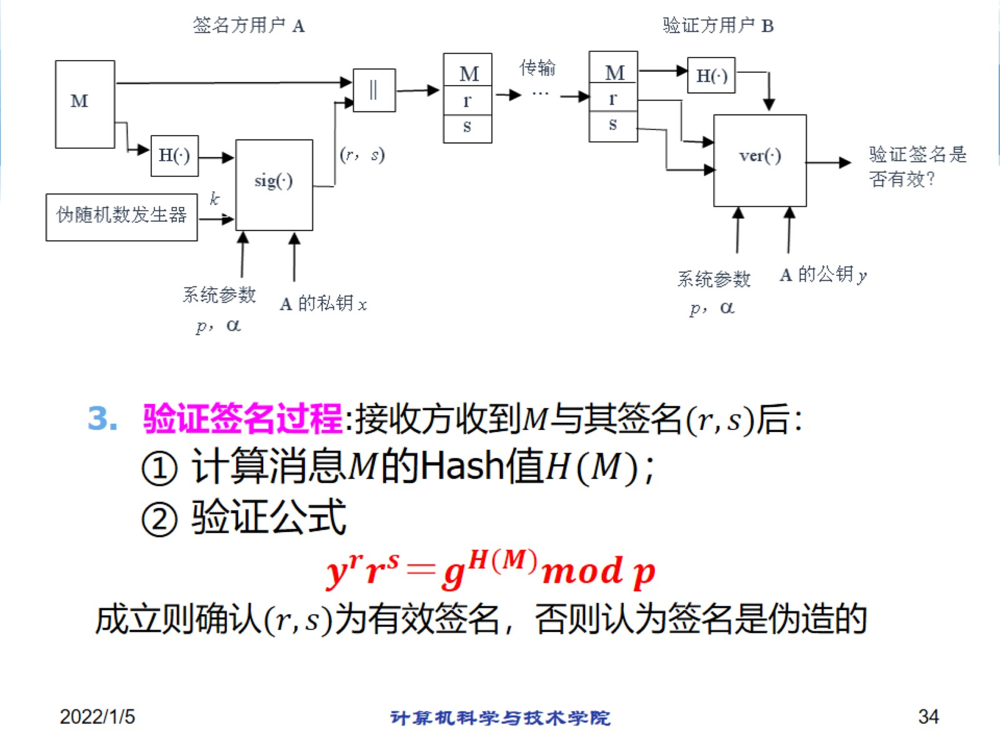 签名方用户 A
验证方用户 B
M
H(·)
伪随机数发生器
k
sig(·)
(r, s)
||
系统参数
p, α
A 的私钥 x
M
r
s
传输
…
M
r
s
H(·)
ver(·)
验证签名是
否有效?
系统参数
p, α
A 的公钥 y
3. 验证签名过程:接收方收到M与其签名(r, s)后:
① 计算消息M的Hash值H(M);
② 验证公式
y^r r^s = g^{H(M)} mod p
成立则确认(r, s)为有效签名，否则认为签名是伪造的
2022/1/5
计算机科学与技术学院
34